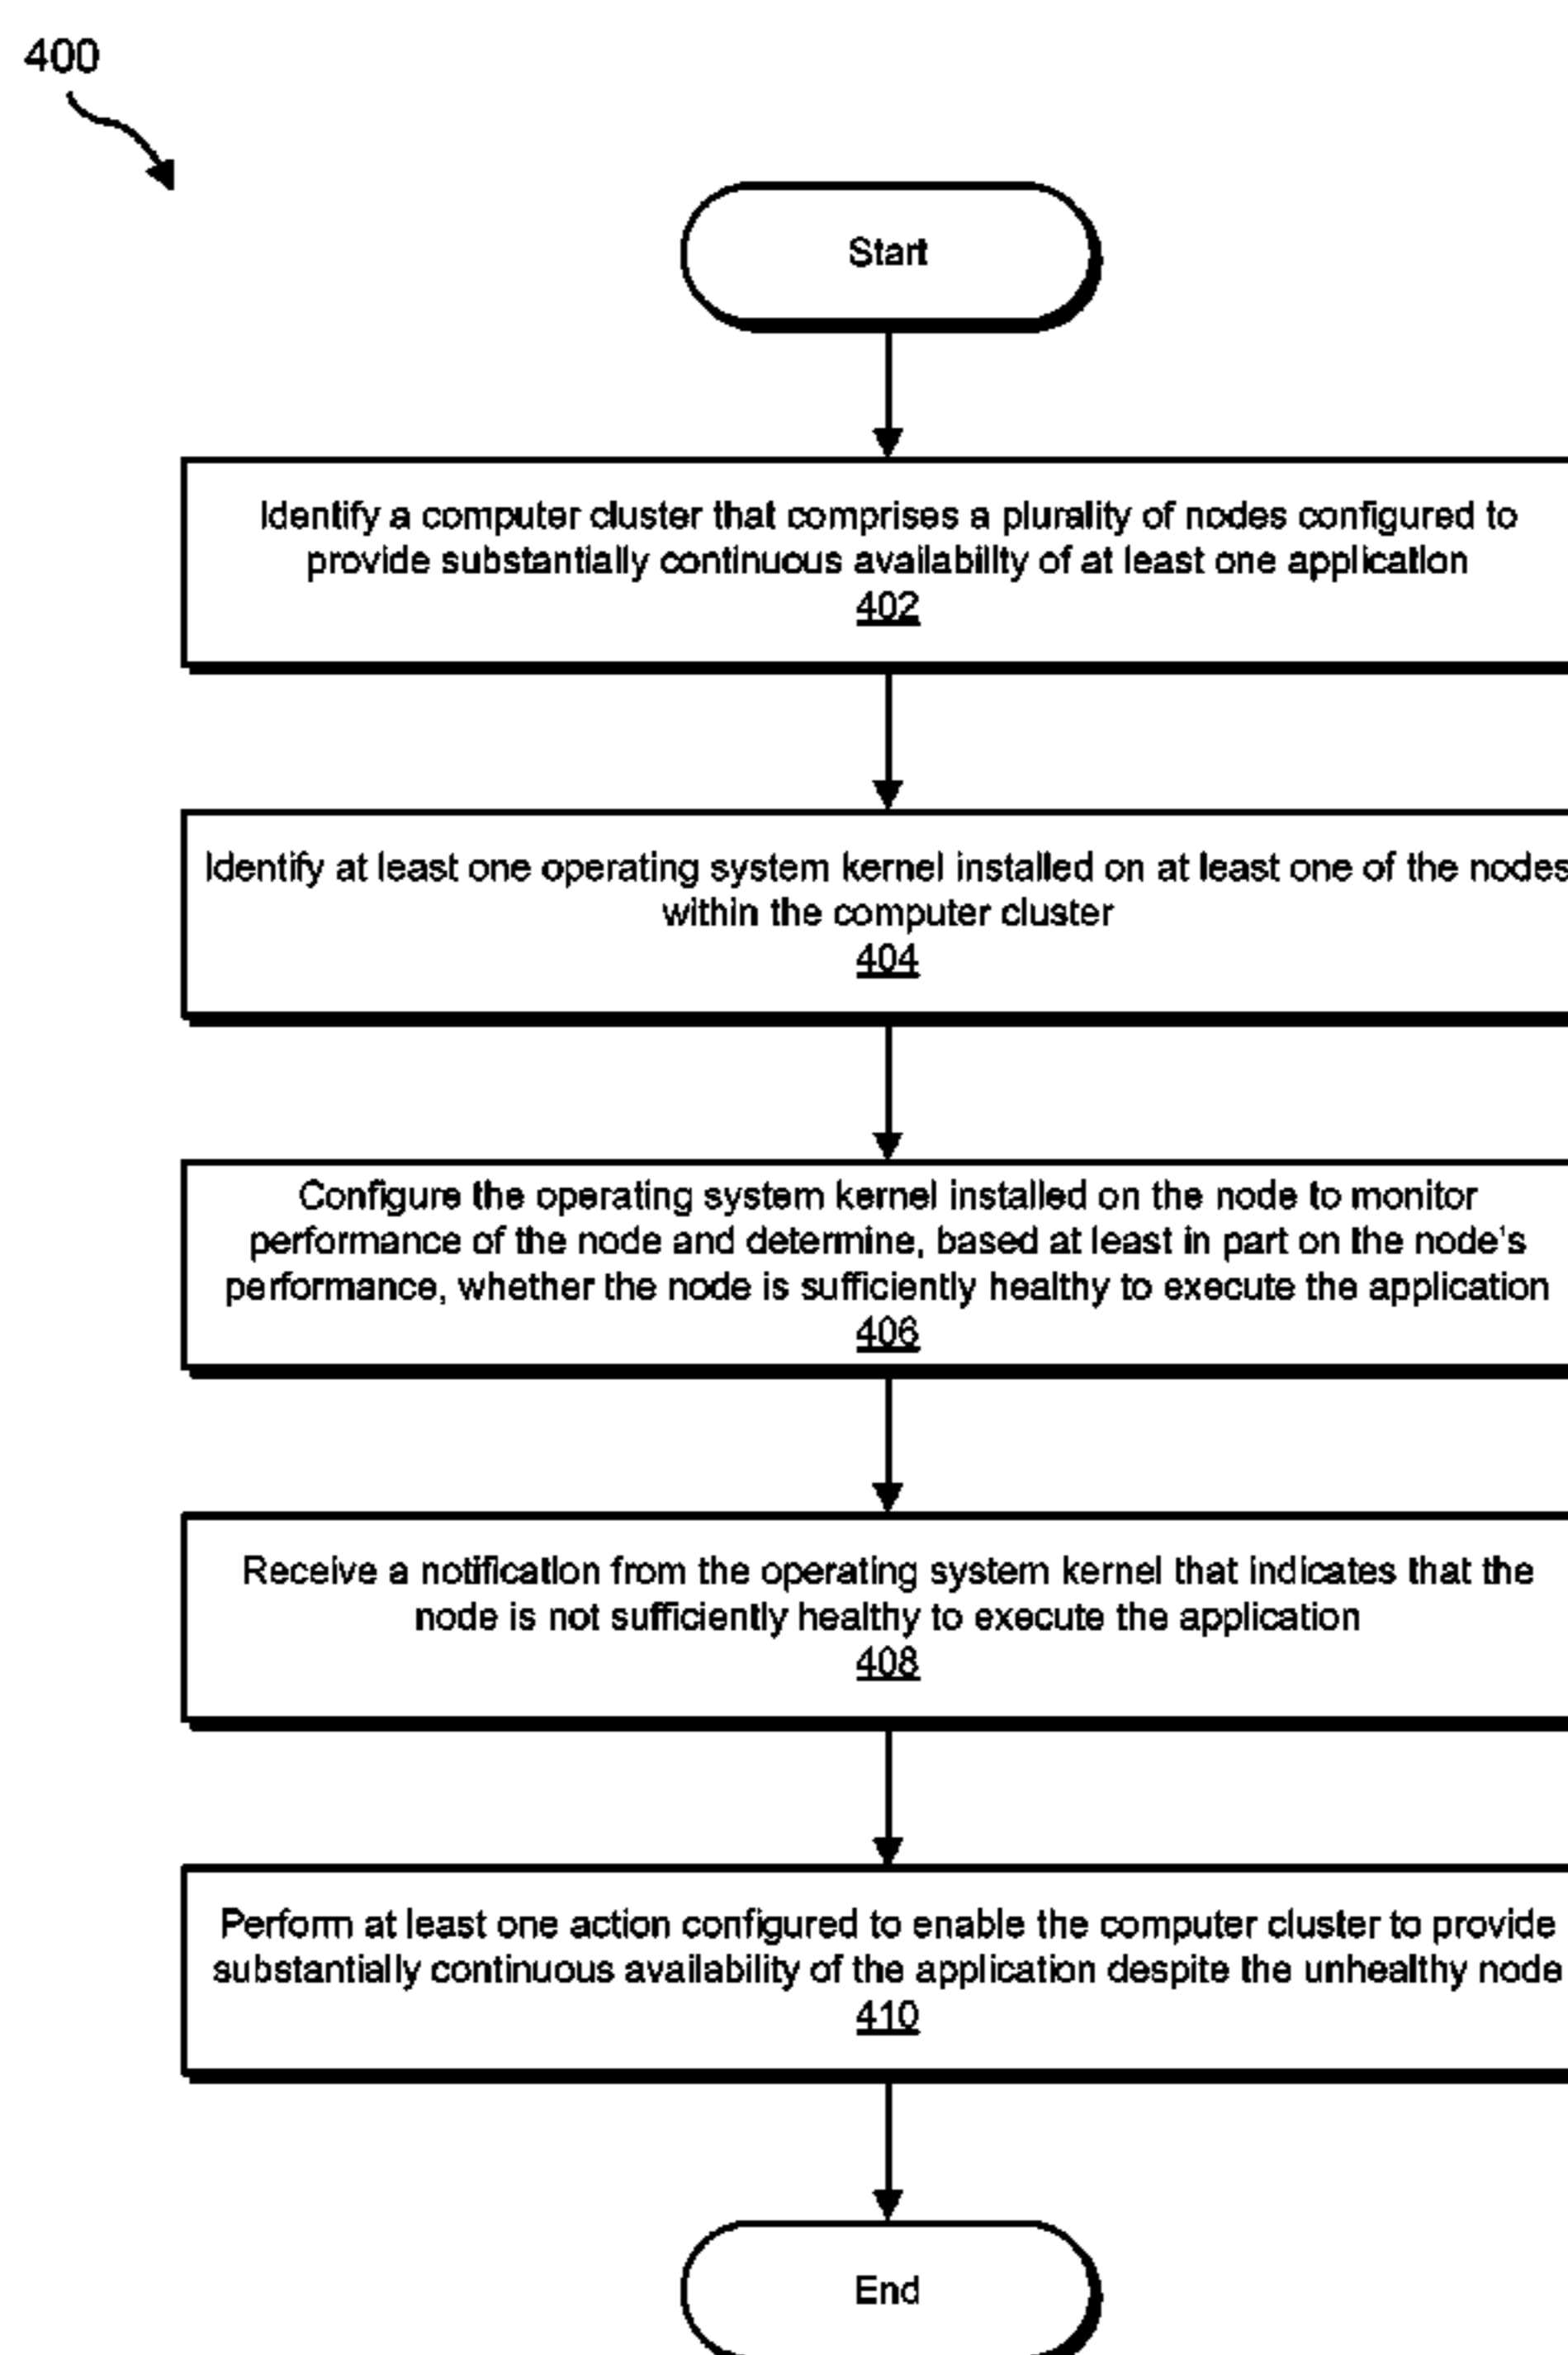 400
Start
Identify a computer cluster that comprises a plurality of nodes configured to
provide substantially continuous availability of at least one application
402
Identify at least one operating system kernel installed on at least one of the nodes
within the computer cluster
404
Configure the operating system kernel installed on the node to monitor
performance of the node and determine, based at least in part on the node's
performance, whether the node is sufficiently healthy to execute the application
406
Receive a notification from the operating system kernel that indicates that the
node is not sufficiently healthy to execute the application
408
Perform at least one action configured to enable the computer cluster to provide
substantially continuous availability of the application despite the unhealthy node
410
End